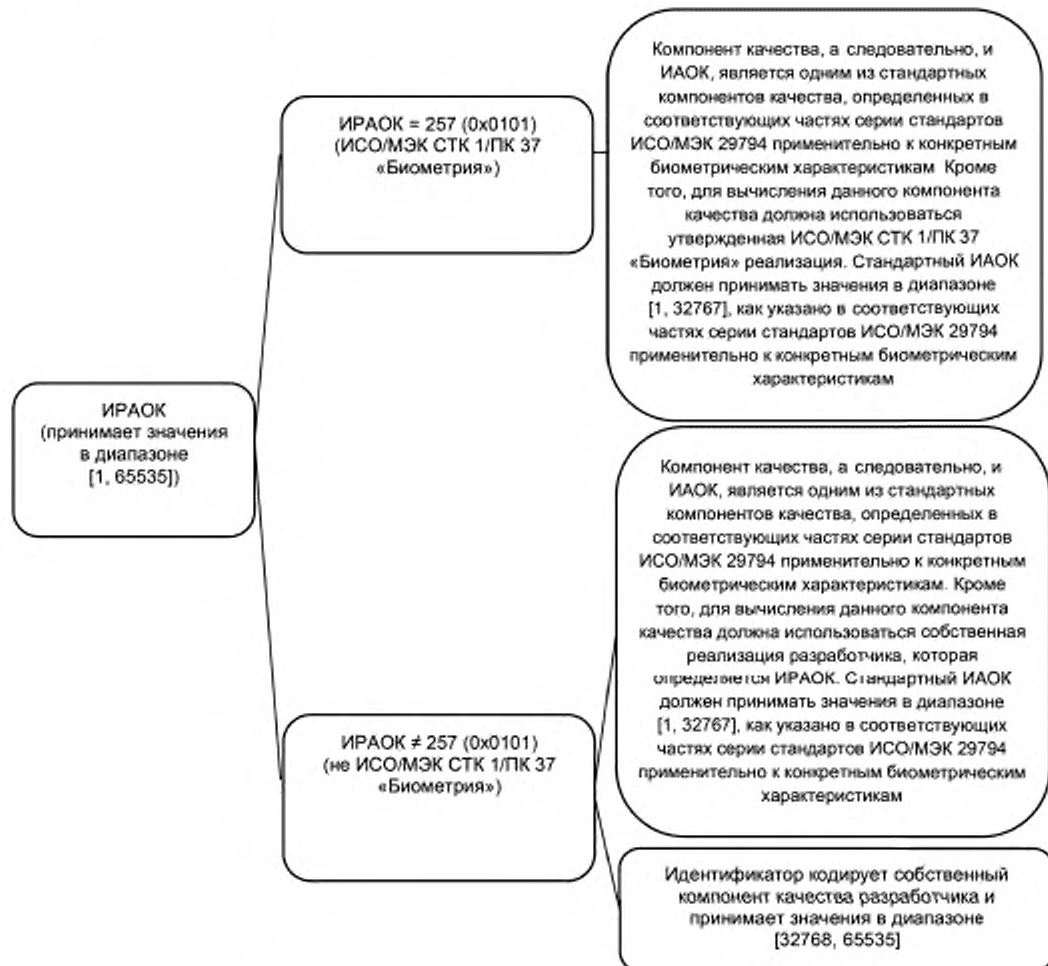 ИРАОК
(принимает значения
в диапазоне
[1, 65535])
ИРАОК = 257 (0x0101)
(ИСО/МЭК СТК 1/ПК 37
«Биометрия»)
Компонент качества, а следовательно, и
ИАОК, является одним из стандартных
компонентов качества, определенных в
соответствующих частях серии стандартов
ИСО/МЭК 29794 применительно к конкретным
биометрическим характеристикам Кроме
того, для вычисления данного компонента
качества должна использоваться
утвержденная ИСО/МЭК СТК 1/ПК 37
«Биометрия» реализация. Стандартный ИАОК
должен принимать значения в диапазоне
[1, 32767], как указано в соответствующих
частях серии стандартов ИСО/МЭК 29794
применительно к конкретным биометрическим
характеристикам
ИРАОК ≠ 257 (0x0101)
(не ИСО/МЭК СТК 1/ПК 37
«Биометрия»)
Компонент качества, а следовательно, и
ИАОК, является одним из стандартных
компонентов качества, определенных в
соответствующих частях серии стандартов
ИСО/МЭК 29794 применительно к конкретным
биометрическим характеристикам. Кроме
того, для вычисления данного компонента
качества должна использоваться собственная
реализация разработчика, которая
определяется ИРАОК. Стандартный ИАОК
должен принимать значения в диапазоне
[1, 32767], как указано в соответствующих
частях серии стандартов ИСО/МЭК 29794
применительно к конкретным биометрическим
характеристикам
Идентификатор кодирует собственный
компонент качества разработчика и
принимает значения в диапазоне
[32768, 65535]